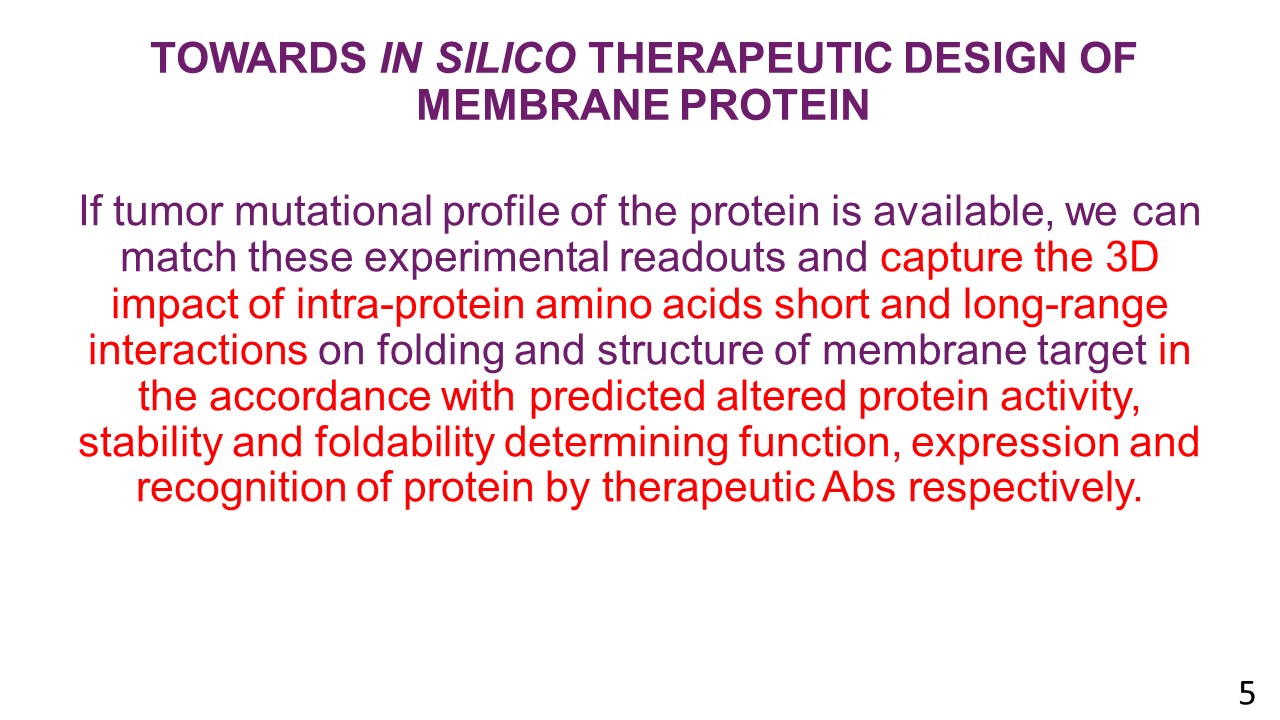 TOWARDS IN SILICO THERAPEUTIC DESIGN OF
MEMBRANE PROTEIN
If tumor mutational profile of the protein is available, we can
match these experimental readouts and capture the 3D
impact of intra-protein amino acids short and long-range
interactions on folding and structure of membrane target in
the accordance with predicted altered protein activity,
stability and foldability determining function, expression and
recognition of protein by therapeutic Abs respectively.
5